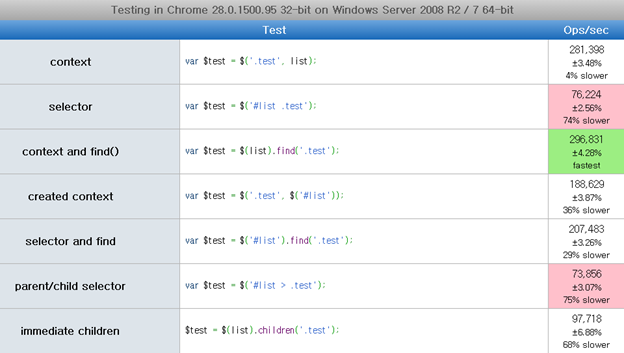 Testing in Chrome 28.0.1500.95 32-bit on Windows Server 2008 R2 / 7 64-bit
Test Ops/sec
context var $test = $('.test', list); 281,398
±3.48%
4% slower
selector var $test = $('#list .test'); 76,224
±2.56%
74% slower
context and find() var $test = $(list).find('.test'); 296,831
±4.28%
fastest
created context var $test = $('.test', $('#list')); 188,629
±3.87%
36% slower
selector and find var $test = $('#list').find('.test'); 207,483
±3.26%
29% slower
parent/child selector var $test = $('#list > .test'); 73,856
±3.07%
75% slower
immediate children $test = $(list).children('.test'); 97,718
±6.88%
68% slower